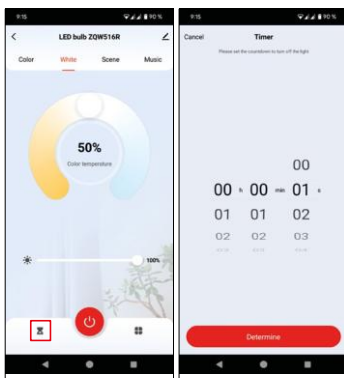 9:15 90%
LED bulb ZQW516R
Color White Scene Music
50%
Color temperature
100%
9:15 90%
Cancel Timer
Please set the countdown to turn off the light
00
00 h 00 min 01 s
01 01 02
02 02 03
Determine